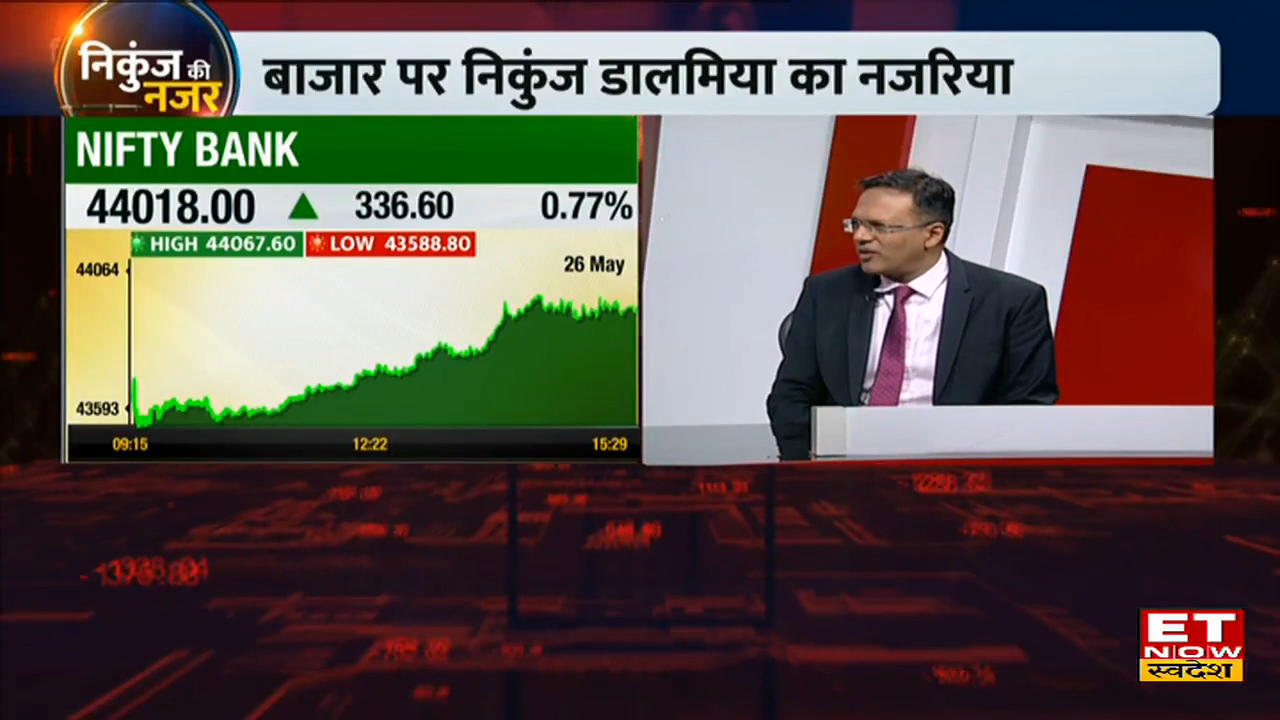 निकुंज की
नजर
बाजार पर निकुंज डालमिया का नजरिया
NIFTY BANK
44018.00 ▲ 336.60 0.77%
HIGH 44067.60 LOW 43588.80
26 May
44064
43593
09:15 12:22 15:29
ET
NOW
स्वदेश